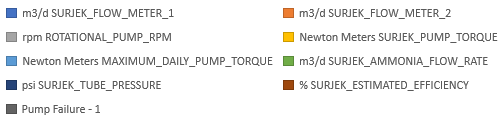 m3/d SURJEK_FLOW_METER_1 m3/d SURJEK_FLOW_METER_2
rpm ROTATIONAL_PUMP_RPM Newton Meters SURJEK_PUMP_TORQUE
Newton Meters MAXIMUM_DAILY_PUMP_TORQUE m3/d SURJEK_AMMONIA_FLOW_RATE
psi SURJEK_TUBE_PRESSURE % SURJEK_ESTIMATED_EFFICIENCY
Pump Failure - 1